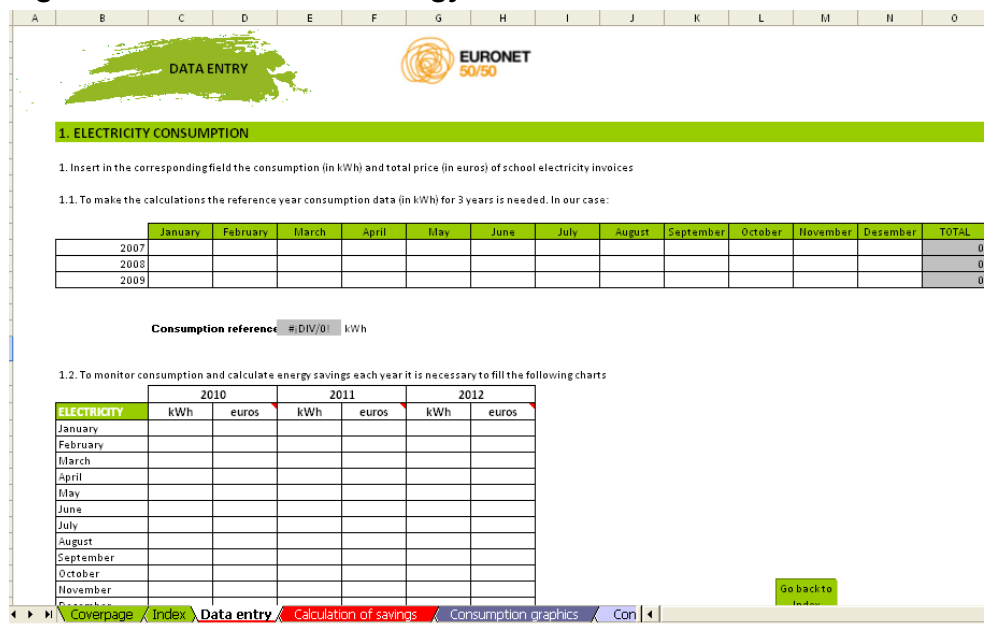 A B C D E F G H I J K L M N O
DATA ENTRY
EURONET
50/50
1. ELECTRICITY CONSUMPTION
1. Insert in the corresponding field the consumption (in kWh) and total price (in euros) of school electricity invoices
1.1. To make the calculations the reference year consumption data (in kWh) for 3 years is needed. In our case:
January February March April May June July August September October November Desember TOTAL
2007 0
2008 0
2009 0
Consumption reference #¡DIV/0! kWh
1.2. To monitor consumption and calculate energy savings each year it is necessary to fill the following charts
2010 2011 2012
ELECTRICITY kWh euros kWh euros kWh euros
January
February
March
April
May
June
July
August
September
October
November
Go back to
Index
Coverpage Index Data entry Calculation of savings Consumption graphics Con